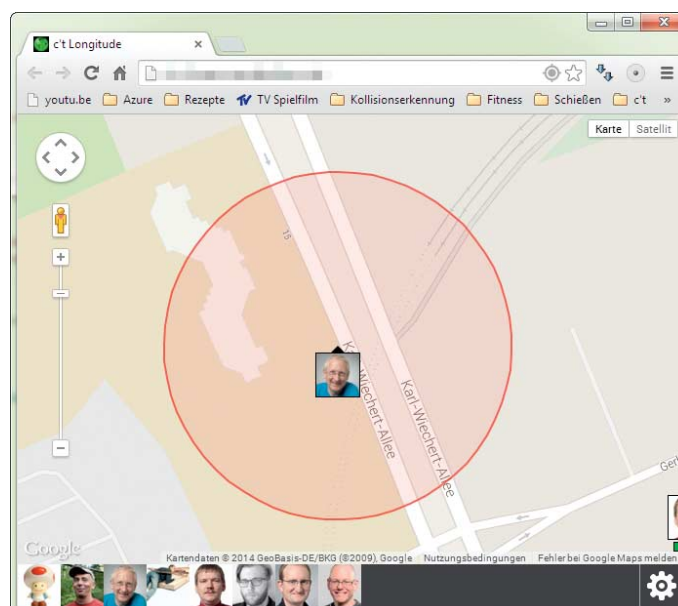 c't Longitude
youtu.be Azure Rezepte TV Spielfilm Kollisionserkennung Fitness Schießen c't »
Karte Satellit
15
Karl-Wiechert-Allee
Karl-Wiechert-Allee
Google
Kartendaten © 2014 GeoBasis-DE/BKG (©2009), Google Nutzungsbedingungen Fehler bei Google Maps melden